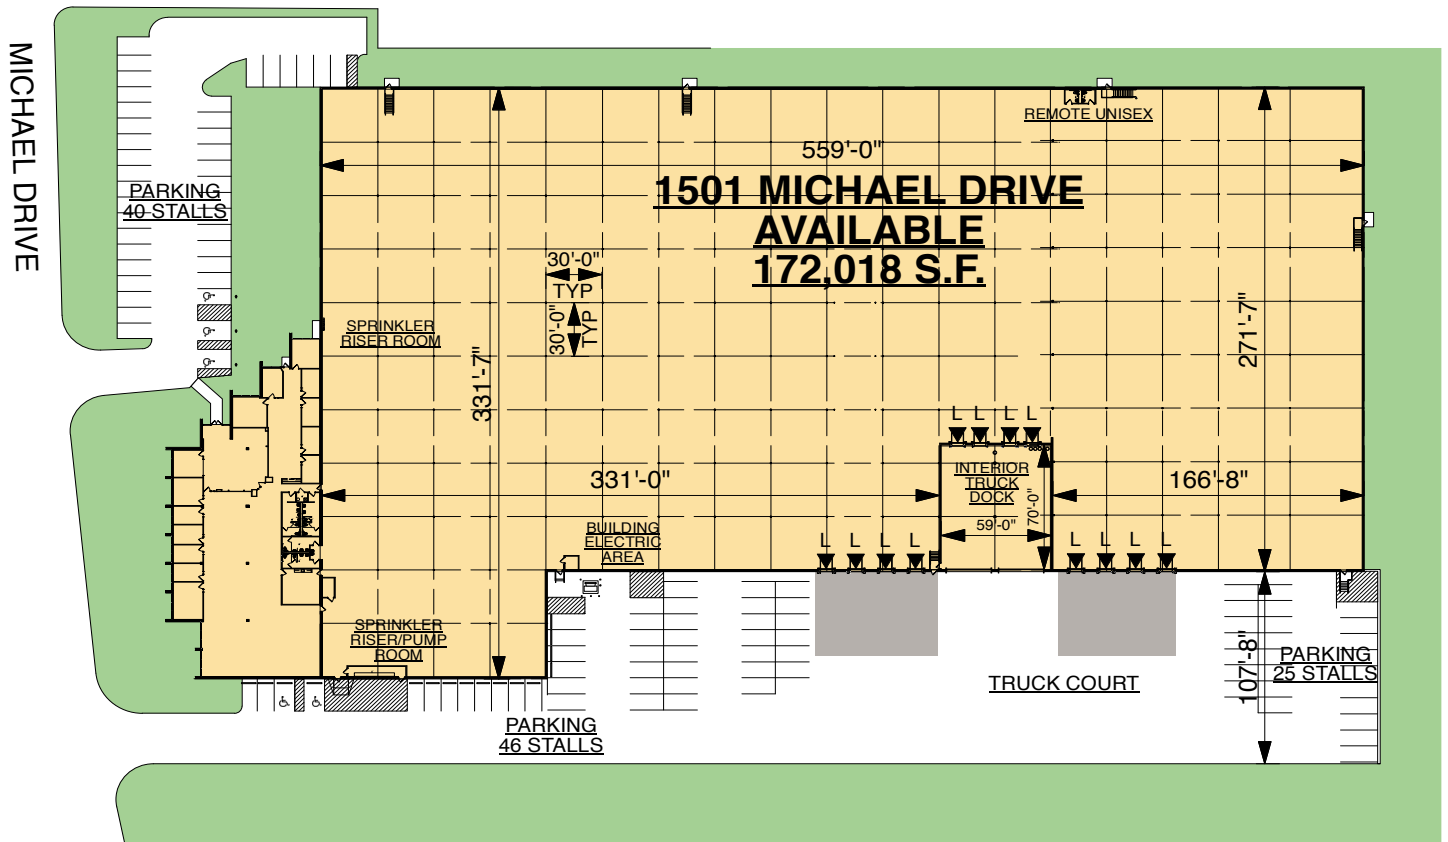 MICHAEL DRIVE
PARKING
40 STALLS
REMOTE UNISEX
559'-0"
1501 MICHAEL DRIVE
AVAILABLE
172,018 S.F.
30'-0"
TYP
30'-0"
TYP
SPRINKLER
RISER ROOM
331'-7"
271'-7"
L L L L
331'-0"
INTERIOR
TRUCK
DOCK
70'-0"
59'-0"
166'-8"
BUILDING
ELECTRIC
AREA
L L L L
L L L L
SPRINKLER
RISER/PUMP
ROOM
107'-8"
PARKING
25 STALLS
TRUCK COURT
PARKING
46 STALLS